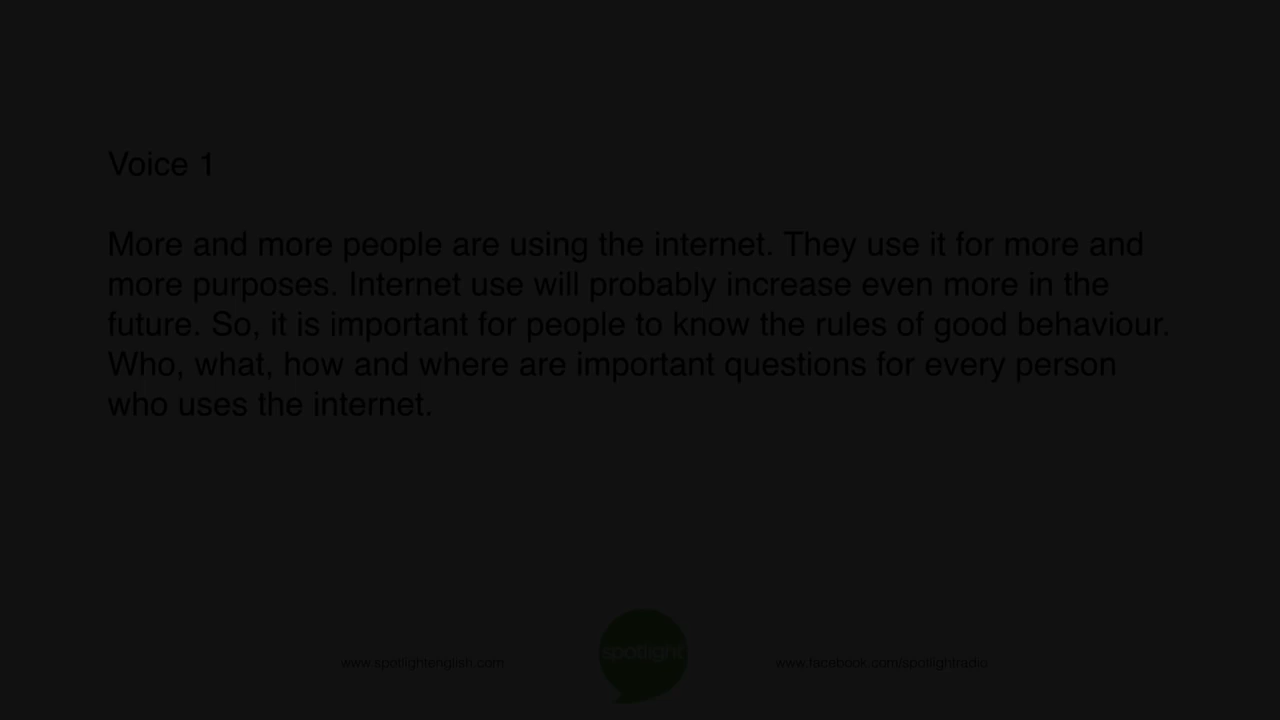 Voice 1
More and more people are using the internet. They use it for more and
more purposes. Internet use will probably increase even more in the
future. So, it is important for people to know the rules of good behaviour.
Who, what, how and where are important questions for every person
who uses the internet.
spotlight
www.spotlightenglish.com
www.facebook.com/spotlightradio